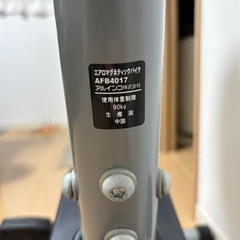 エアロマグネティックバイク
AFB4017
アルインコ株式会社
使用体重制限
90kg
生産国
中国